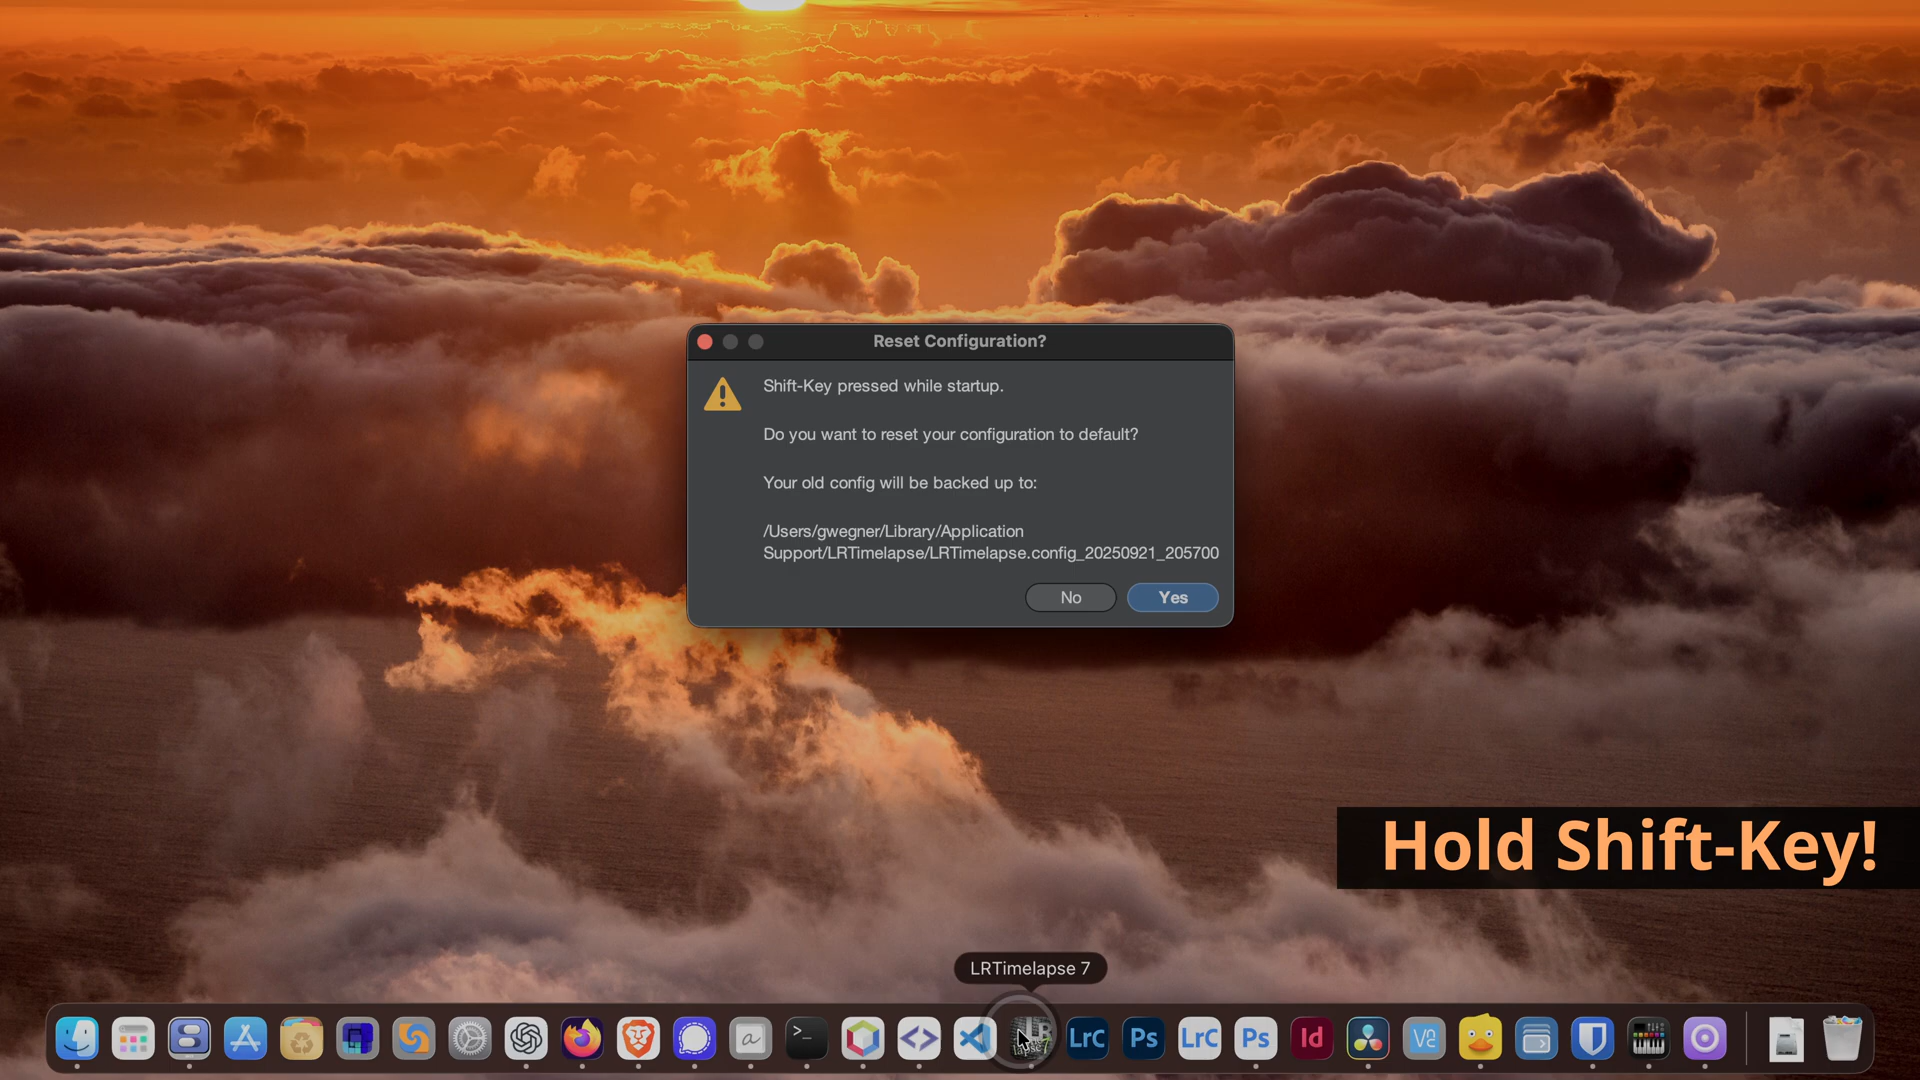 Reset Configuration?
Shift-Key pressed while startup.
Do you want to reset your configuration to default?
Your old config will be backed up to:
/Users/gwegner/Library/Application
Support/LRTimelapse/LRTimelapse.config_20250921_205700
No
Yes
Hold Shift-Key!
LRTimelapse 7
LrC
Ps
LrC
Ps
Id